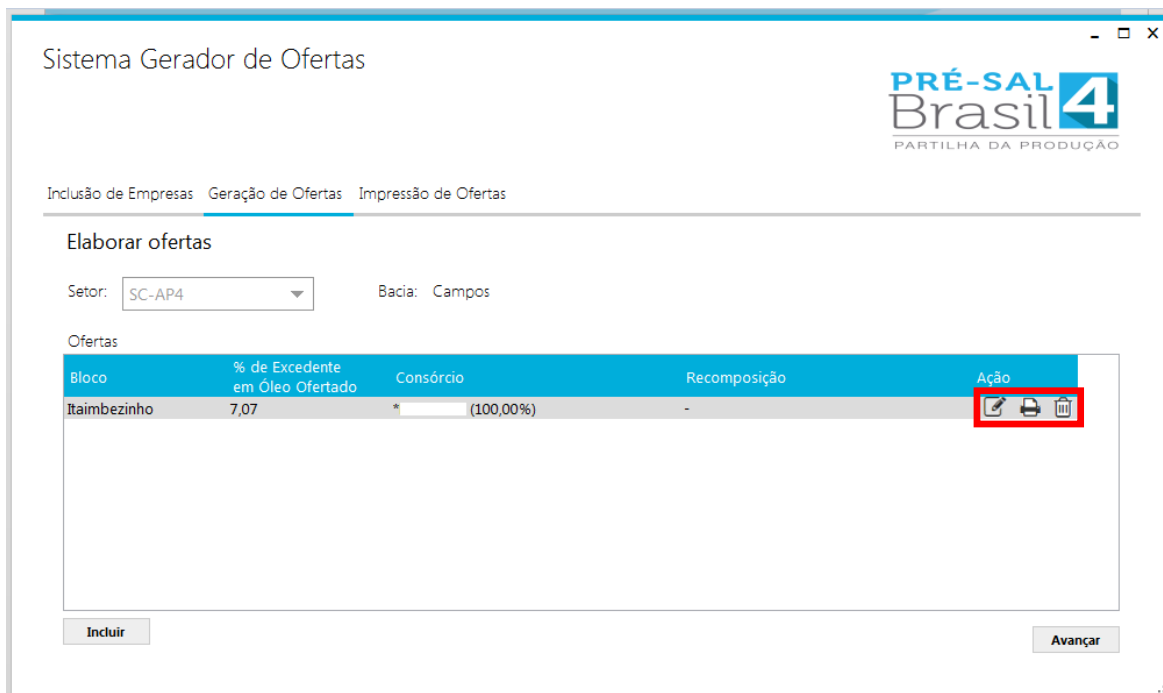 Sistema Gerador de Ofertas
PRÉ-SAL
Brasil 4
PARTILHA DA PRODUÇÃO
Inclusão de Empresas Geração de Ofertas Impressão de Ofertas
Elaborar ofertas
Setor: SC-AP4 Bacia: Campos
Ofertas
Bloco % de Excedente em Óleo Ofertado Consórcio Recomposição Ação
Itaimbezinho 7,07 * (100,00%) -
Incluir
Avançar